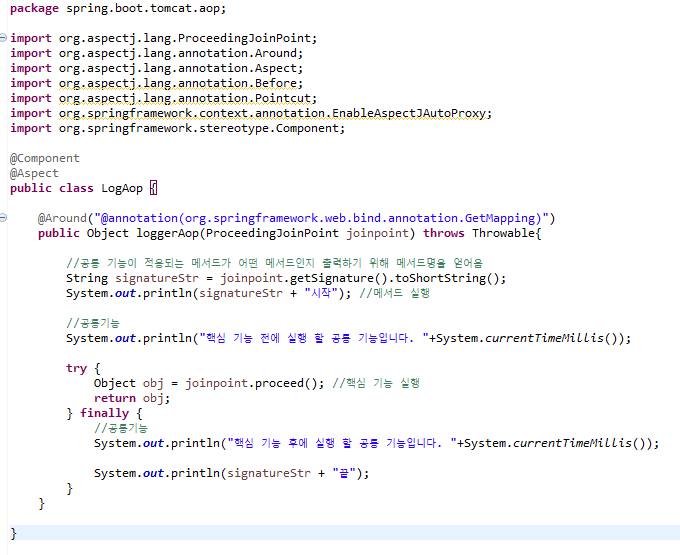 package spring.boot.tomcat.aop;
import org.aspectj.lang.ProceedingJoinPoint;
import org.aspectj.lang.annotation.Around;
import org.aspectj.lang.annotation.Aspect;
import org.aspectj.lang.annotation.Before;
import org.aspectj.lang.annotation.Pointcut;
import org.springframework.context.annotation.EnableAspectJAutoProxy;
import org.springframework.stereotype.Component;
@Component
@Aspect
public class LogAop {
@Around("@annotation(org.springframework.web.bind.annotation.GetMapping)")
public Object loggerAop(ProceedingJoinPoint joinpoint) throws Throwable{
//공통 기능이 적용되는 메서드가 어떤 메서드인지 출력하기 위해 메서드명을 얻어옴
String signatureStr = joinpoint.getSignature().toShortString();
System.out.println(signatureStr + "시작"); //메서드 실행
//공통기능
System.out.println("핵심 기능 전에 실행 할 공통 기능입니다. "+System.currentTimeMillis());
try {
Object obj = joinpoint.proceed(); //핵심 기능 실행
return obj;
} finally {
//공통기능
System.out.println("핵심 기능 후에 실행 할 공통 기능입니다. "+System.currentTimeMillis());
System.out.println(signatureStr + "끝");
}
}
}